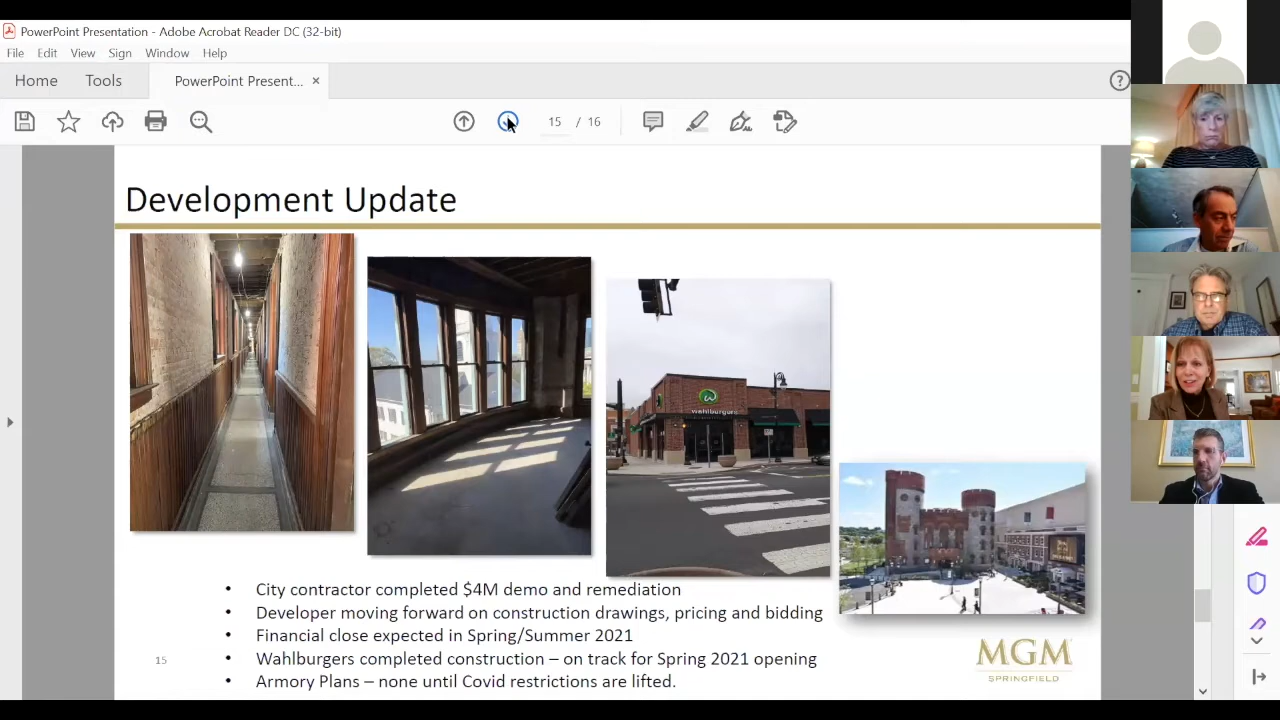 PowerPoint Presentation - Adobe Acrobat Reader DC (32-bit)
File Edit View Sign Window Help
Home Tools PowerPoint Present... ×
15 / 16
Development Update
wahlburgers
• City contractor completed $4M demo and remediation
• Developer moving forward on construction drawings, pricing and bidding
• Financial close expected in Spring/Summer 2021
• Wahlburgers completed construction – on track for Spring 2021 opening
• Armory Plans – none until Covid restrictions are lifted.
15
MGM
SPRINGFIELD